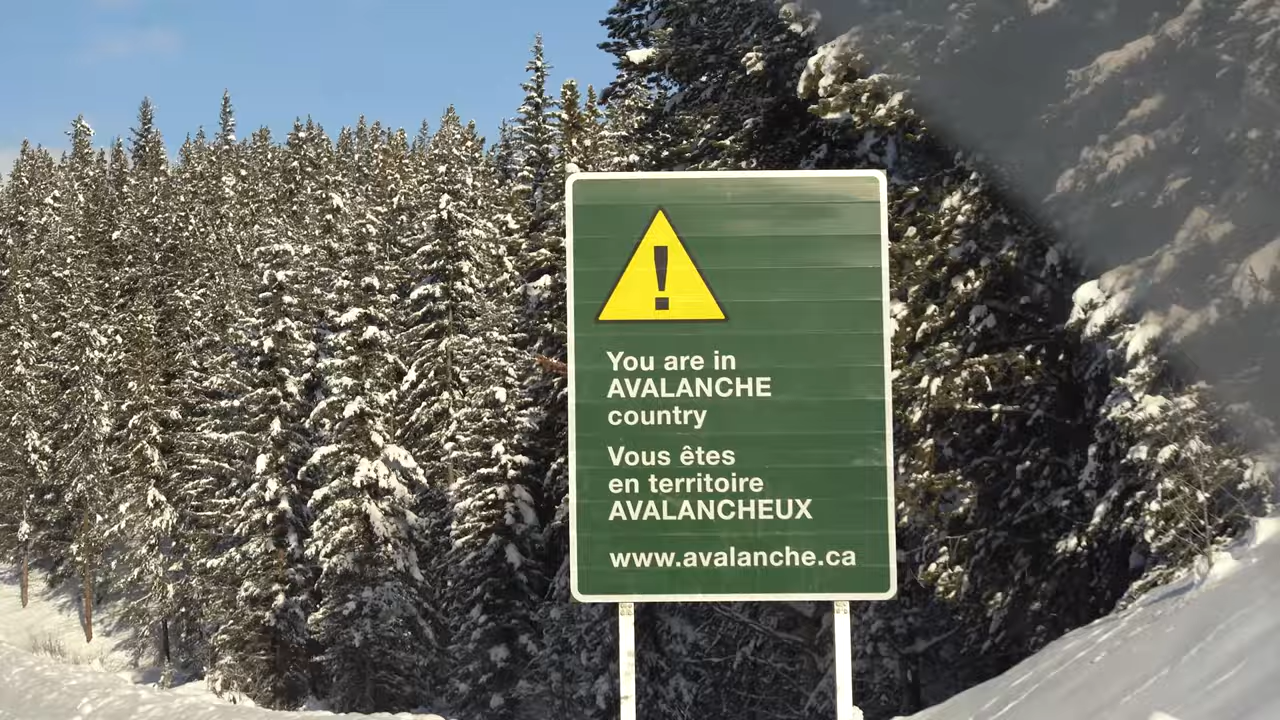 !
You are in
AVALANCHE
country
Vous êtes
en territoire
AVALANCHEUX
www.avalanche.ca